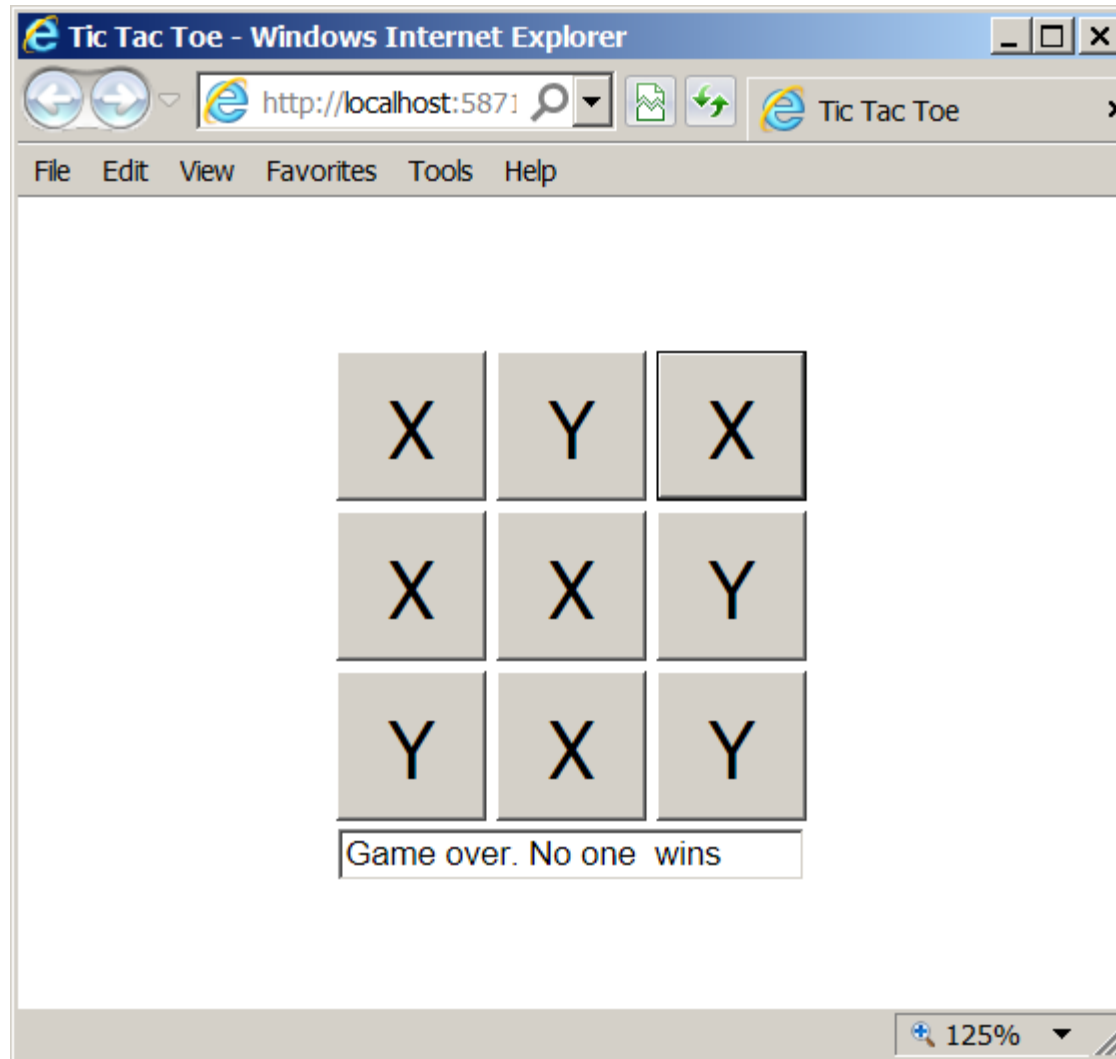 Tic Tac Toe - Windows Internet Explorer
http://localhost:5871 Tic Tac Toe
File Edit View Favorites Tools Help
X Y X
X X Y
Y X Y
Game over. No one  wins
125%